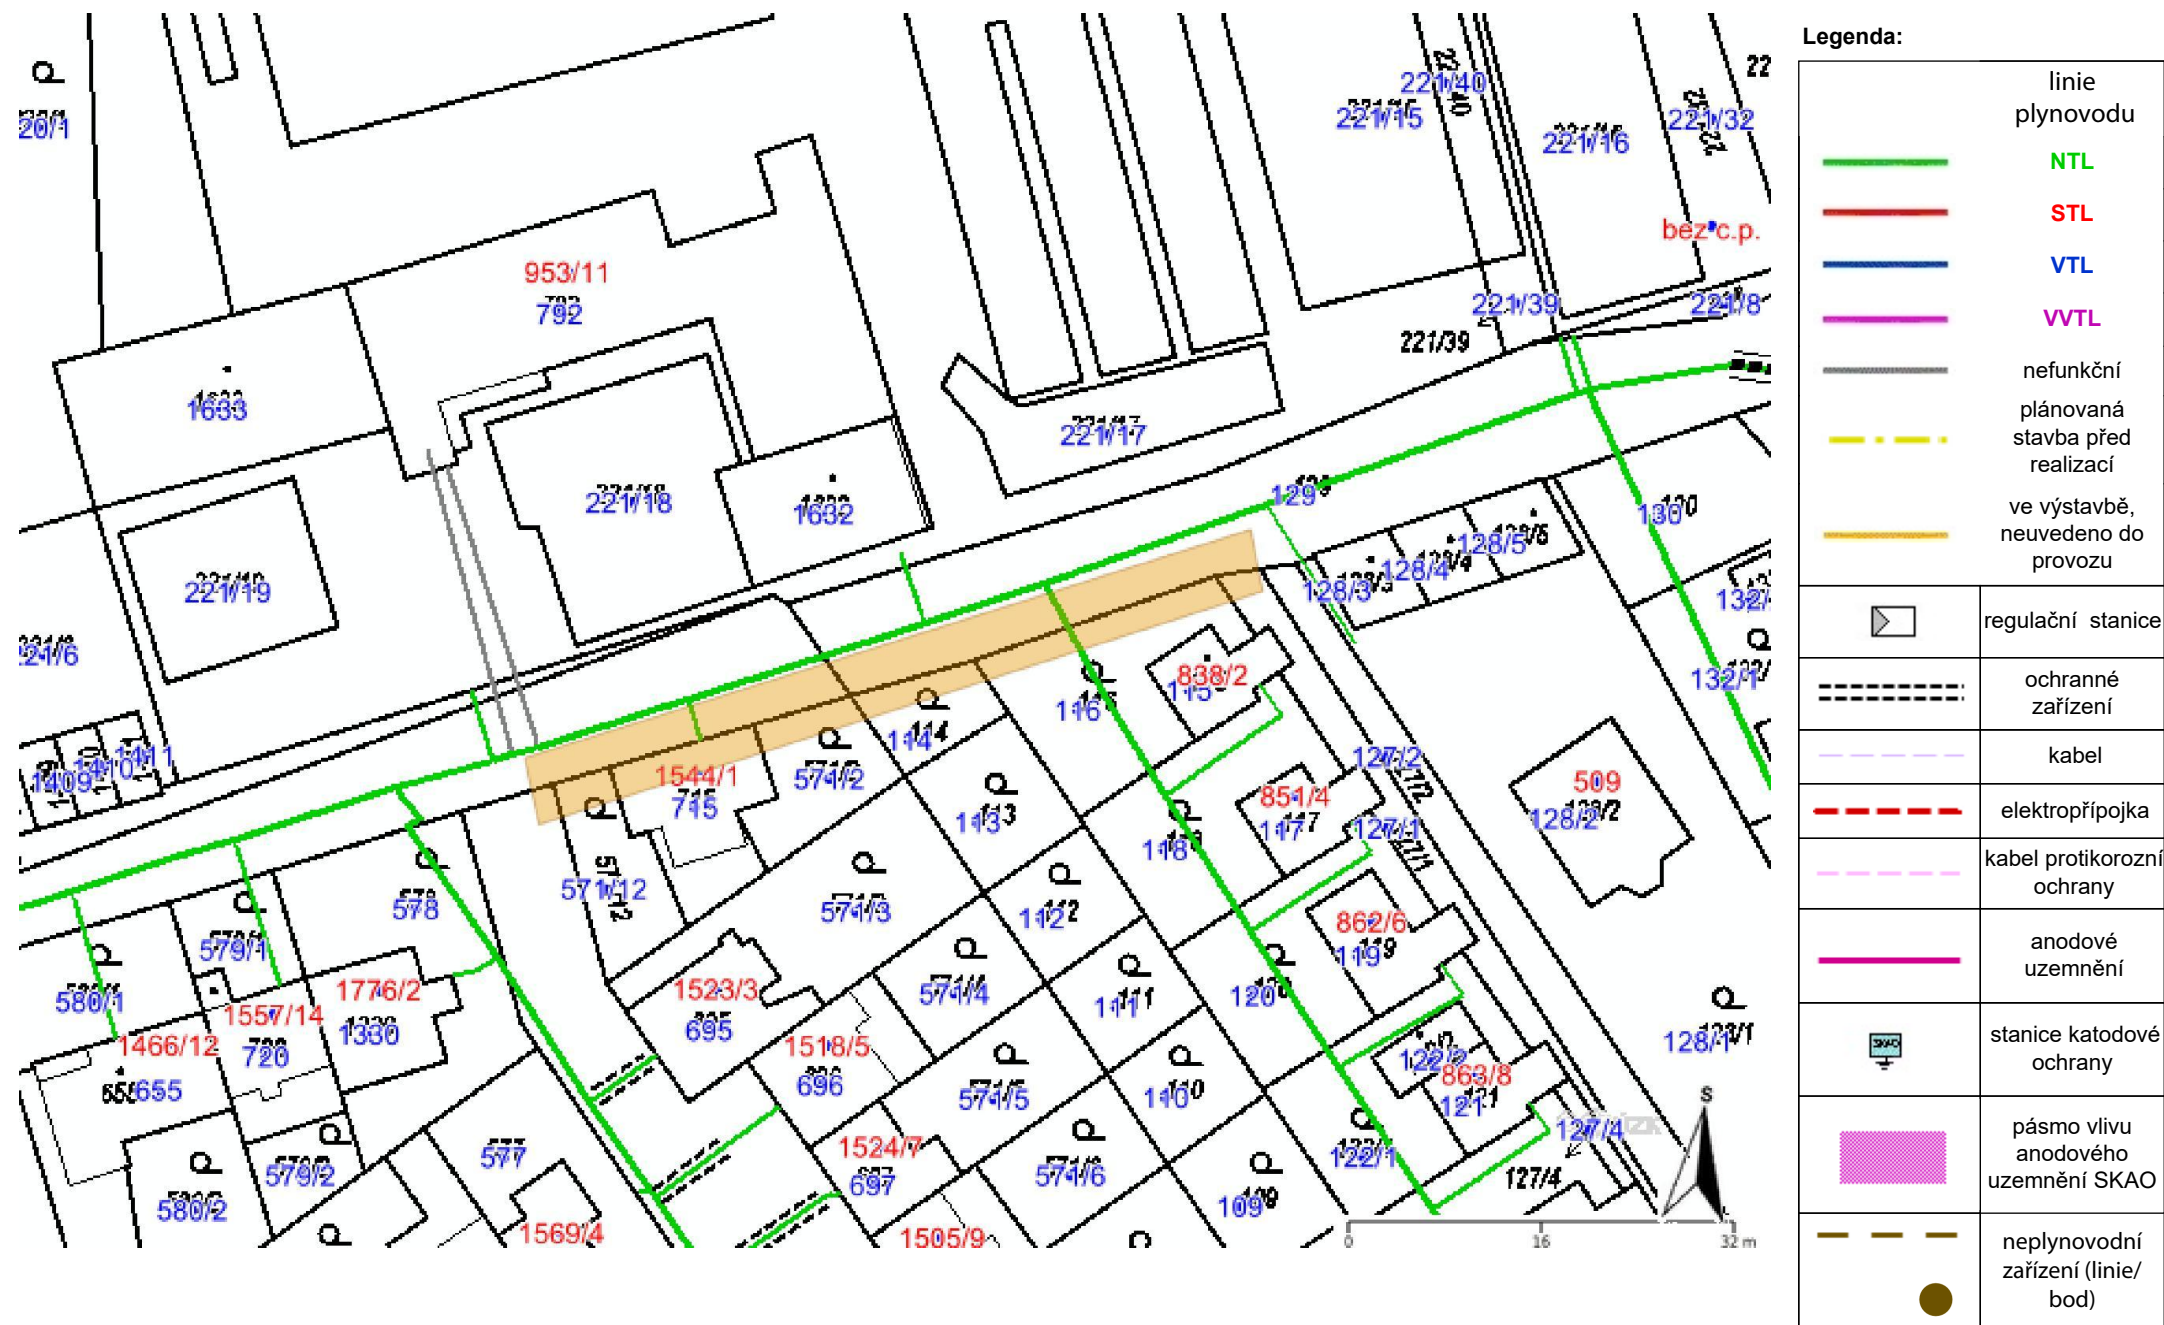 Legenda:
linie
plynovodu
NTL
STL
VTL
VVTL
nefunkční
plánovaná
stavba před
realizací
ve výstavbě,
neuvedeno do
provozu
regulační stanice
ochranné
zařízení
kabel
elektropřípojka
kabel protikorozní
ochrany
anodové
uzemnění
stanice katodové
ochrany
pásmo vlivu
anodového
uzemnění SKAO
neplynovodní
zařízení (linie/
bod)
20/1
221/40
221/15
221/16
221/32
22
bez c.p.
953/11
792
221/39
221/39
221/8
1633
221/17
221/18
1632
129
130
221/19
128/5
128/4
128/3
132/1
221/6
838/2
115
116
114
114
127/2
1409
1410
1411
1544/1
715
571/2
113
851/4
117
127/1
118
509
128/2
571/12
578
571/3
112
862/6
119
579/1
580/1
1776/2
1330
1557/14
720
1523/3
695
571/4
111
120
128/1
1466/12
655
1518/5
696
571/5
110
122/2
863/8
121
S
577
579/2
580/2
1524/7
697
571/6
109
122/1
127/4
127/4
1569/4
1505/9
0 16 32 m